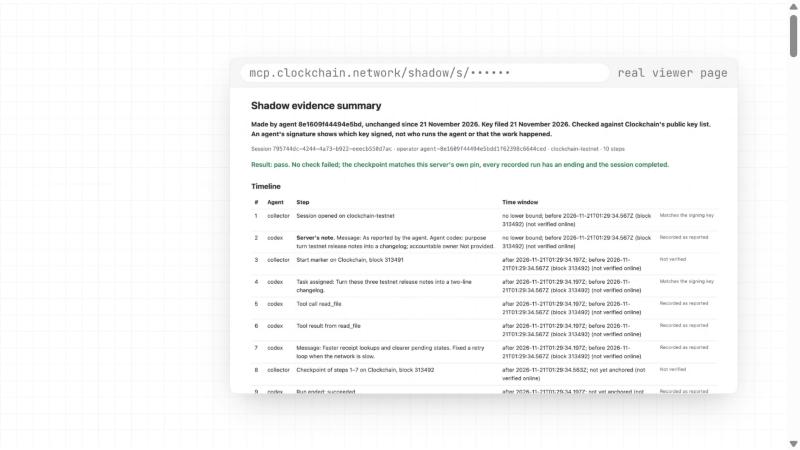 mcp.clockchain.network/shadow/s/•••••• real viewer page
Shadow evidence summary
Made by agent 8e1609f44494e5bd, unchanged since 21 November 2026. Key filed 21 November 2026. Checked against Clockchain's public key list.
An agent's signature shows which key signed, not who runs the agent or that the work happened.
Session 795744dc-4244-4a73-b922-eeecb550d7ac · operator agent-8e1609f44494e5bdd1f62398c6644ced · clockchain-testnet · 10 steps
Result: pass. No check failed; the checkpoint matches this server's own pin, every recorded run has an ending and the session completed.
Timeline
# Agent Step Time window
1 collector Session opened on clockchain-testnet no lower bound; before 2026-11-21T01:29:34.567Z (block Matches the signing key
313492) (not verified online)
2 codex Server's note. Message: As reported by the agent. Agent codex: purpose no lower bound; before 2026-11-21T01:29:34.567Z (block Recorded as reported
turn testnet release notes into a changelog; accountable owner Not provided. 313492) (not verified online)
3 collector Start marker on Clockchain, block 313491 after 2026-11-21T01:29:34.197Z; before 2026-11- Not verified
21T01:29:34.567Z (block 313492) (not verified online)
4 codex Task assigned: Turn these three testnet release notes into a two-line after 2026-11-21T01:29:34.197Z; before 2026-11- Matches the signing key
changelog. 21T01:29:34.567Z (block 313492) (not verified online)
5 codex Tool call read_file after 2026-11-21T01:29:34.197Z; before 2026-11- Recorded as reported
21T01:29:34.567Z (block 313492) (not verified online)
6 codex Tool result from read_file after 2026-11-21T01:29:34.197Z; before 2026-11- Recorded as reported
21T01:29:34.567Z (block 313492) (not verified online)
7 codex Message: Faster receipt lookups and clearer pending states. Fixed a retry after 2026-11-21T01:29:34.197Z; before 2026-11- Recorded as reported
loop when the network is slow. 21T01:29:34.567Z (block 313492) (not verified online)
8 collector Checkpoint of steps 1–7 on Clockchain, block 313492 after 2026-11-21T01:29:34.563Z; not yet anchored (not Not verified
verified online)
9 codex Run ended: succeeded after 2026-11-21T01:29:34.197Z; not yet anchored (not Recorded as reported